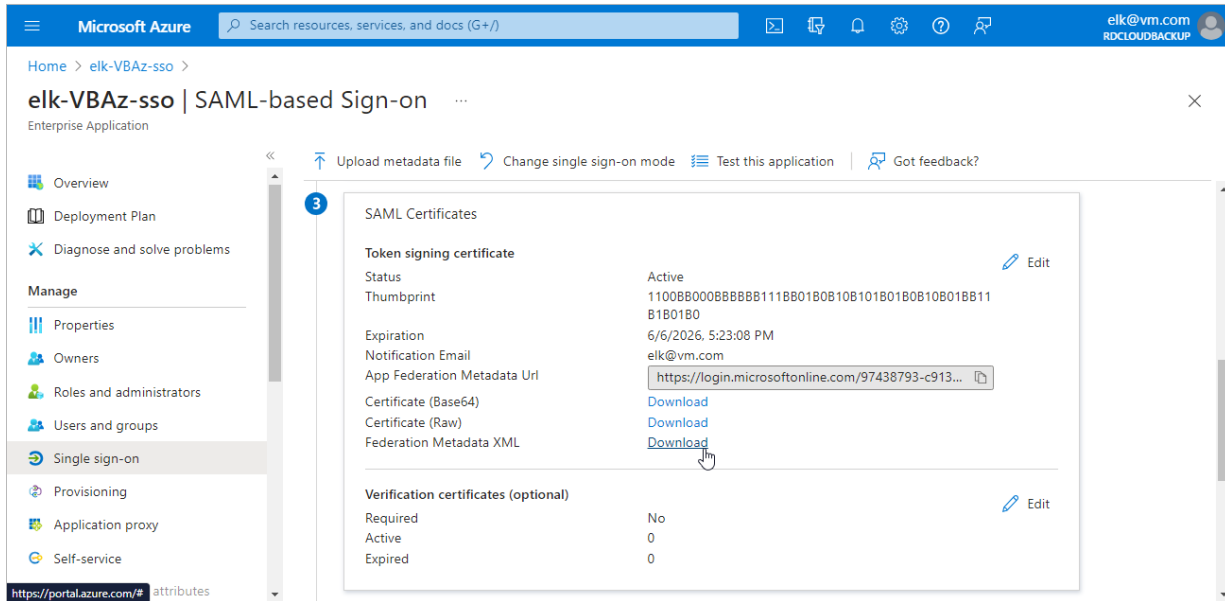 Microsoft Azure
Search resources, services, and docs (G+/)
elk@vm.com
RDCLOUDBACKUP
Home > elk-VBAz-sso >
elk-VBAz-sso | SAML-based Sign-on ...
Enterprise Application
Upload metadata file
Change single sign-on mode
Test this application
Got feedback?
Overview
Deployment Plan
Diagnose and solve problems
Manage
Properties
Owners
Roles and administrators
Users and groups
Single sign-on
Provisioning
Application proxy
Self-service
attributes
https://portal.azure.com/#
3
SAML Certificates
Token signing certificate
Edit
Status Active
Thumbprint 1100BB000BBBBBB111BB01B0B10B101B01B0B10B01BB11
B1B01B0
Expiration 6/6/2026, 5:23:08 PM
Notification Email elk@vm.com
App Federation Metadata Url https://login.microsoftonline.com/97438793-c913...
Certificate (Base64) Download
Certificate (Raw) Download
Federation Metadata XML Download
Verification certificates (optional)
Edit
Required No
Active 0
Expired 0